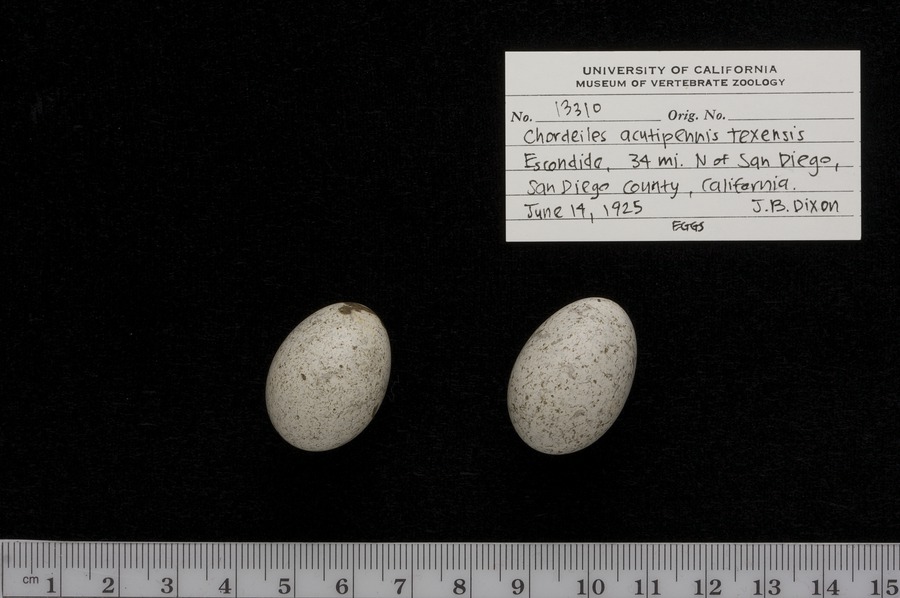 UNIVERSITY OF CALIFORNIA
MUSEUM OF VERTEBRATE ZOOLOGY
No. 13310 Orig. No.
Chordeiles acutipennis texensis
Escondido, 34 mi. N of San Diego,
San Diego County, California.
June 14, 1925 J.B. Dixon
EGGS
cm 1 2 3 4 5 6 7 8 9 10 11 12 13 14 15